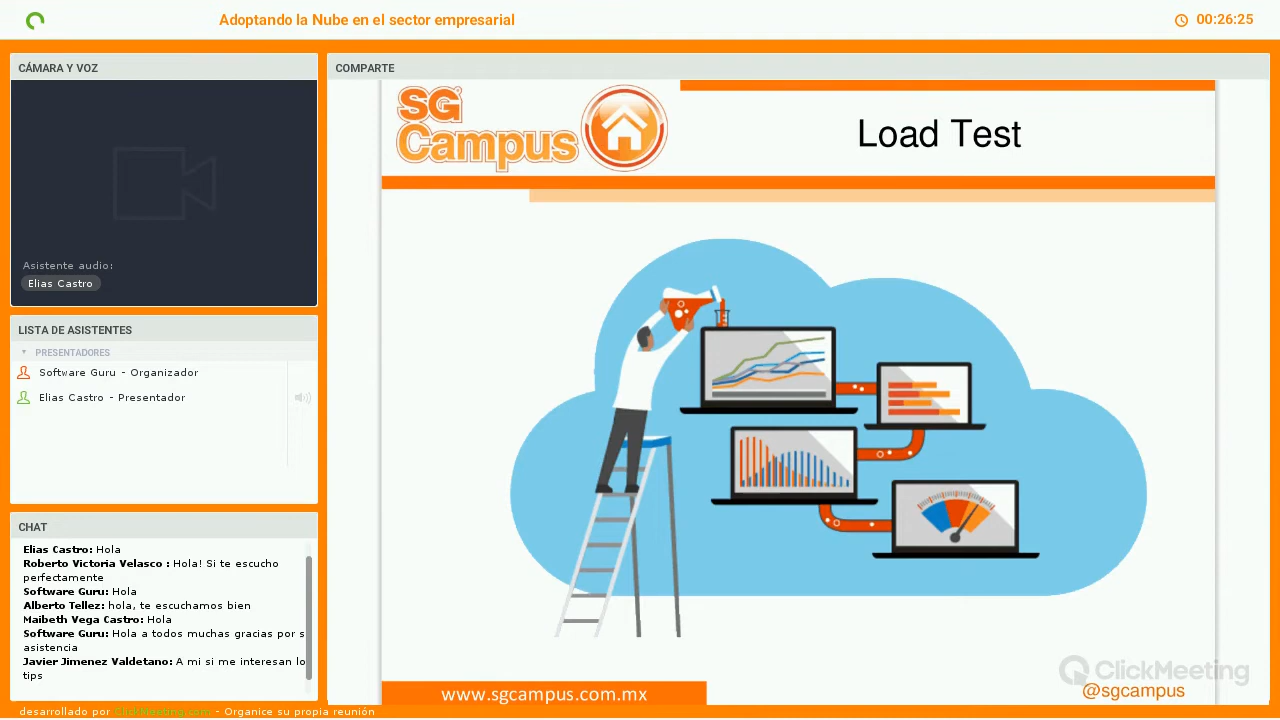 Adoptando la Nube en el sector empresarial
00:26:25
CÁMARA Y VOZ
Asistente audio:
Elias Castro
LISTA DE ASISTENTES
PRESENTADORES
Software Guru - Organizador
Elias Castro - Presentador
CHAT
Elias Castro: Hola
Roberto Victoria Velasco : Hola! Si te escucho
perfectamente
Software Guru: Hola
Alberto Tellez: hola, te escuchamos bien
Maibeth Vega Castro: Hola
Software Guru: Hola a todos muchas gracias por s
asistencia
Javier Jimenez Valdetano: A mi si me interesan lo
tips
desarrollado por ClickMeeting.com - Organice su propia reunión
COMPARTE
SG
Campus
Load Test
www.sgcampus.com.mx
ClickMeeting
@sgcampus